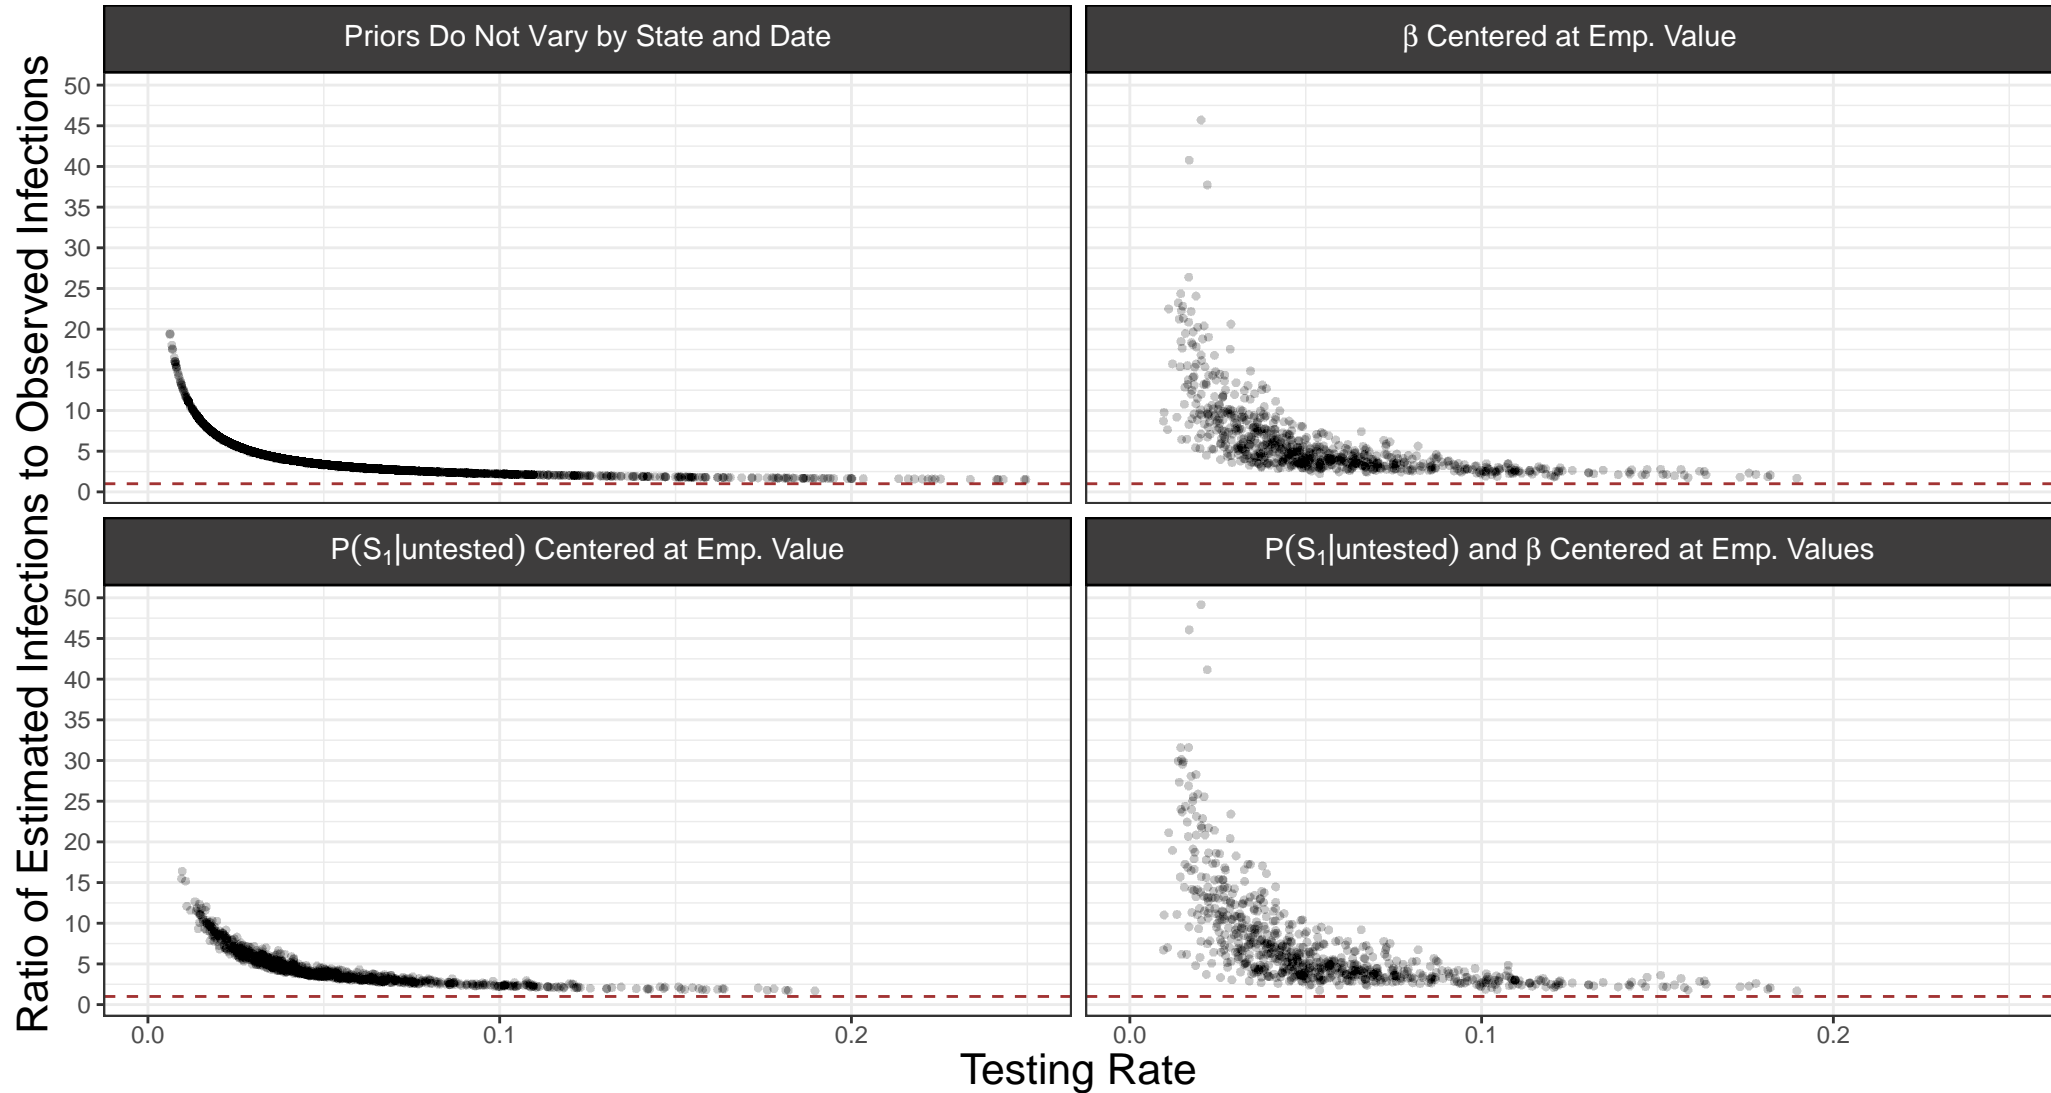 Priors Do Not Vary by State and Date
β Centered at Emp. Value
Ratio of Estimated Infections to Observed Infections
50
45
40
35
30
25
20
15
10
5
0
P(S₁|untested) Centered at Emp. Value
P(S₁|untested) and β Centered at Emp. Values
50
45
40
35
30
25
20
15
10
5
0
0.0 0.1 0.2
0.0 0.1 0.2
Testing Rate